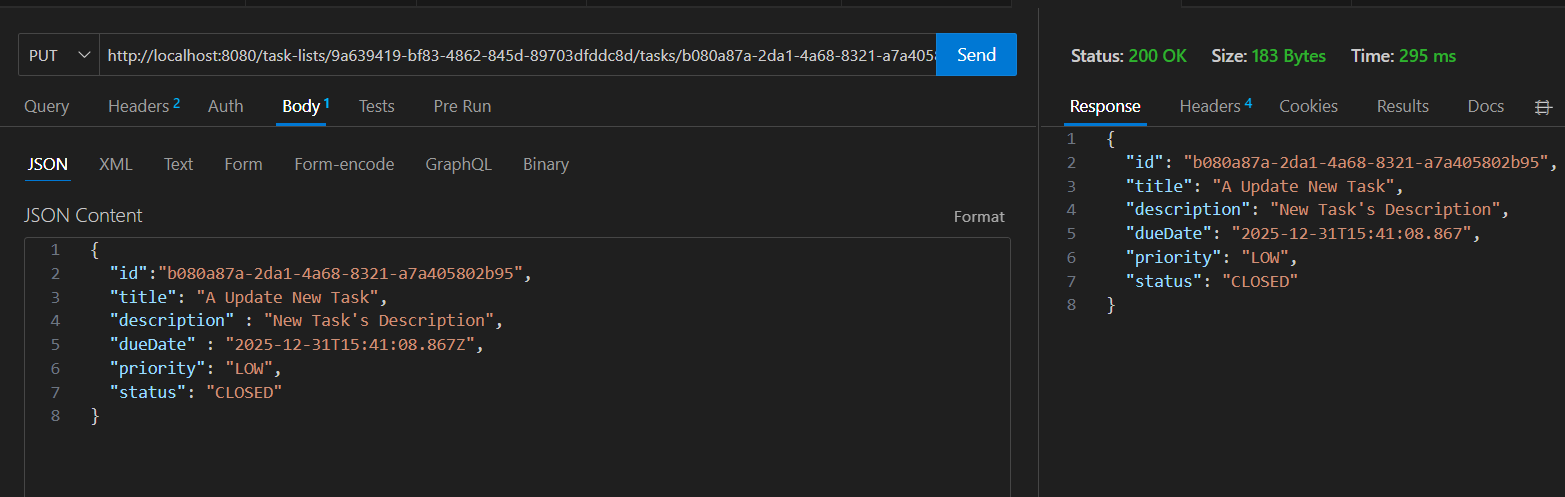 PUT http://localhost:8080/task-lists/9a639419-bf83-4862-845d-89703dfddc8d/tasks/b080a87a-2da1-4a68-8321-a7a405 Send
Query Headers 2 Auth Body 1 Tests Pre Run
JSON XML Text Form Form-encode GraphQL Binary
JSON Content Format
1 {
2 "id":"b080a87a-2da1-4a68-8321-a7a405802b95",
3 "title": "A Update New Task",
4 "description" : "New Task's Description",
5 "dueDate" : "2025-12-31T15:41:08.867Z",
6 "priority": "LOW",
7 "status": "CLOSED"
8 }
Status: 200 OK Size: 183 Bytes Time: 295 ms
Response Headers 4 Cookies Results Docs
1 {
2 "id": "b080a87a-2da1-4a68-8321-a7a405802b95",
3 "title": "A Update New Task",
4 "description": "New Task's Description",
5 "dueDate": "2025-12-31T15:41:08.867",
6 "priority": "LOW",
7 "status": "CLOSED"
8 }